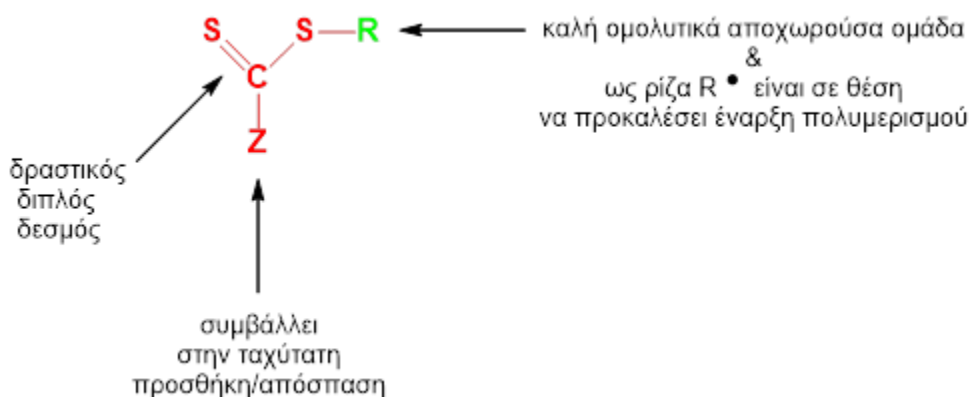 S S—R
C
Z
καλή ομολυτικά αποχωρούσα ομάδα
&
ως ρίζα R • είναι σε θέση
να προκαλέσει έναρξη πολυμερισμού
δραστικός
διπλός
δεσμός
συμβάλλει
στην ταχύτατη
προσθήκη/απόσπαση